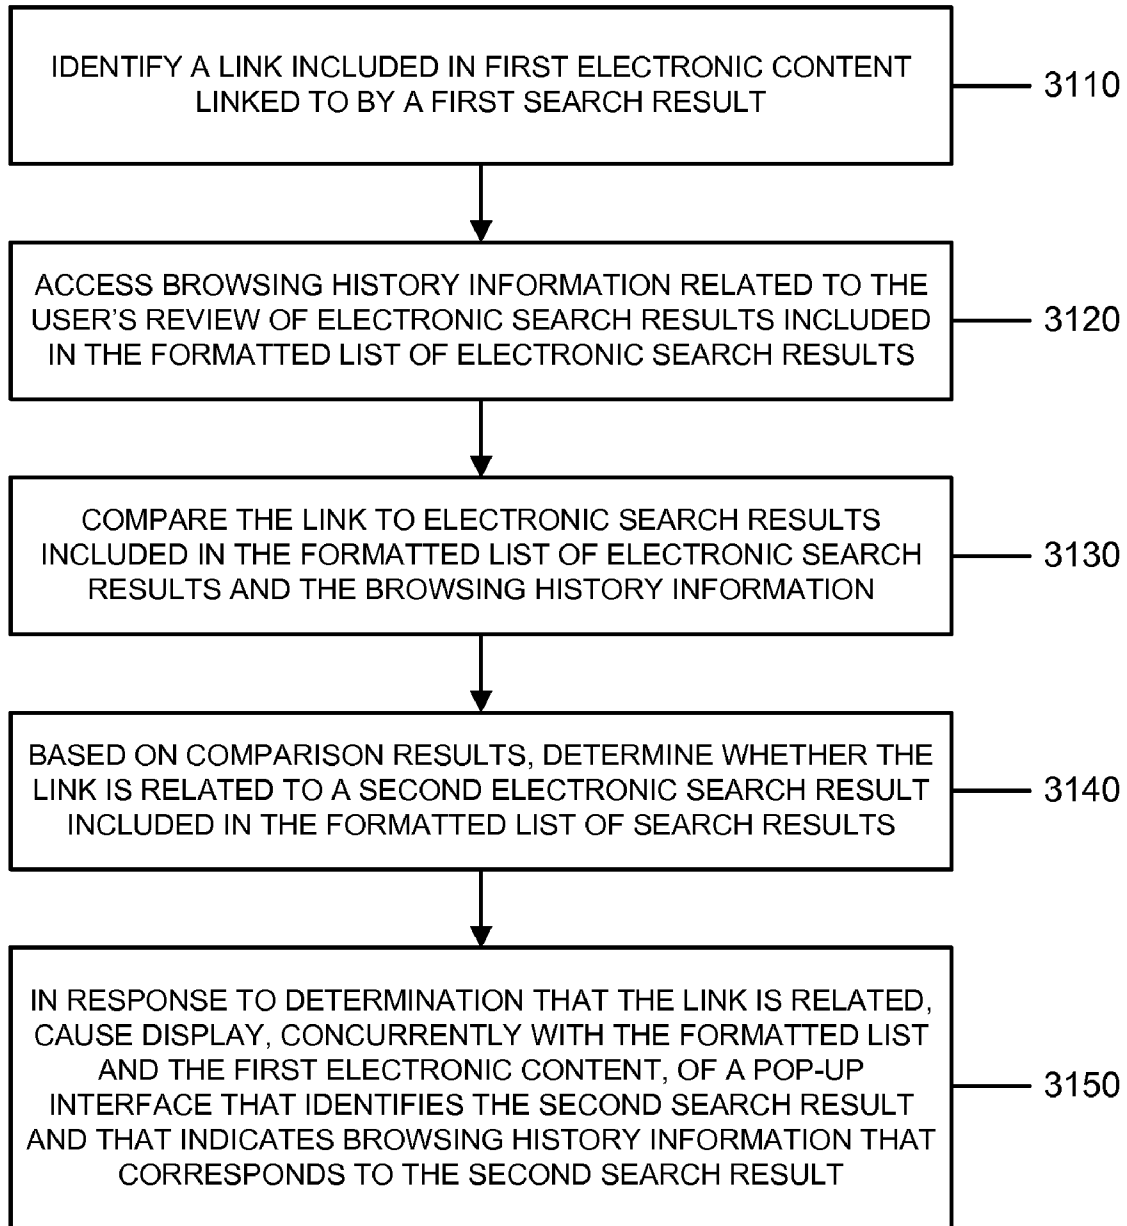 IDENTIFY A LINK INCLUDED IN FIRST ELECTRONIC CONTENT
LINKED TO BY A FIRST SEARCH RESULT
3110
ACCESS BROWSING HISTORY INFORMATION RELATED TO THE
USER'S REVIEW OF ELECTRONIC SEARCH RESULTS INCLUDED
IN THE FORMATTED LIST OF ELECTRONIC SEARCH RESULTS
3120
COMPARE THE LINK TO ELECTRONIC SEARCH RESULTS
INCLUDED IN THE FORMATTED LIST OF ELECTRONIC SEARCH
RESULTS AND THE BROWSING HISTORY INFORMATION
3130
BASED ON COMPARISON RESULTS, DETERMINE WHETHER THE
LINK IS RELATED TO A SECOND ELECTRONIC SEARCH RESULT
INCLUDED IN THE FORMATTED LIST OF SEARCH RESULTS
3140
IN RESPONSE TO DETERMINATION THAT THE LINK IS RELATED,
CAUSE DISPLAY, CONCURRENTLY WITH THE FORMATTED LIST
AND THE FIRST ELECTRONIC CONTENT, OF A POP-UP
INTERFACE THAT IDENTIFIES THE SECOND SEARCH RESULT
AND THAT INDICATES BROWSING HISTORY INFORMATION THAT
CORRESPONDS TO THE SECOND SEARCH RESULT
3150